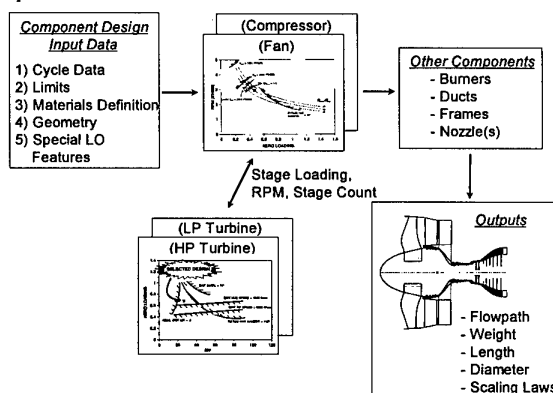 Component Design
Input Data
1) Cycle Data
2) Limits
3) Materials Definition
4) Geometry
5) Special LO
Features
(Compressor)
(Fan)
AERO LOADING
Other Components
- Burners
- Ducts
- Frames
- Nozzle(s)
Stage Loading,
RPM, Stage Count
(LP Turbine)
(HP Turbine)
SELECTED DESIGN
Outputs
- Flowpath
- Weight
- Length
- Diameter
- Scaling Laws